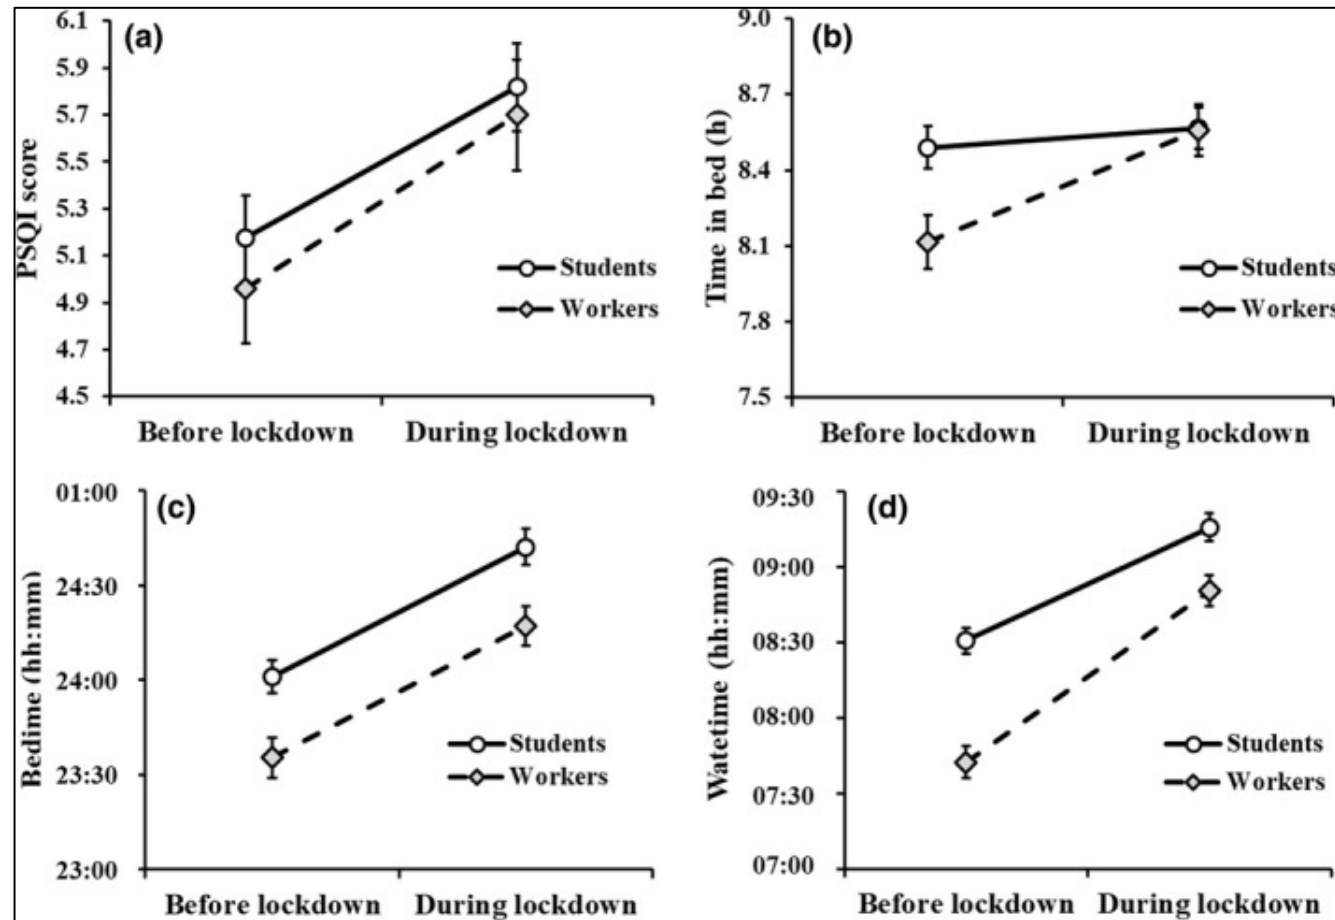 (a)
PSQI score
6.1
5.9
5.7
5.5
5.3
5.1
4.9
4.7
4.5
Students
Workers
Before lockdown During lockdown
(b)
Time in bed (h)
9.0
8.7
8.4
8.1
7.8
7.5
Students
Workers
Before lockdown During lockdown
(c)
Bedime (hh:mm)
01:00
24:30
24:00
23:30
23:00
Students
Workers
Before lockdown During lockdown
(d)
Watetime (hh:mm)
09:30
09:00
08:30
08:00
07:30
07:00
Students
Workers
Before lockdown During lockdown